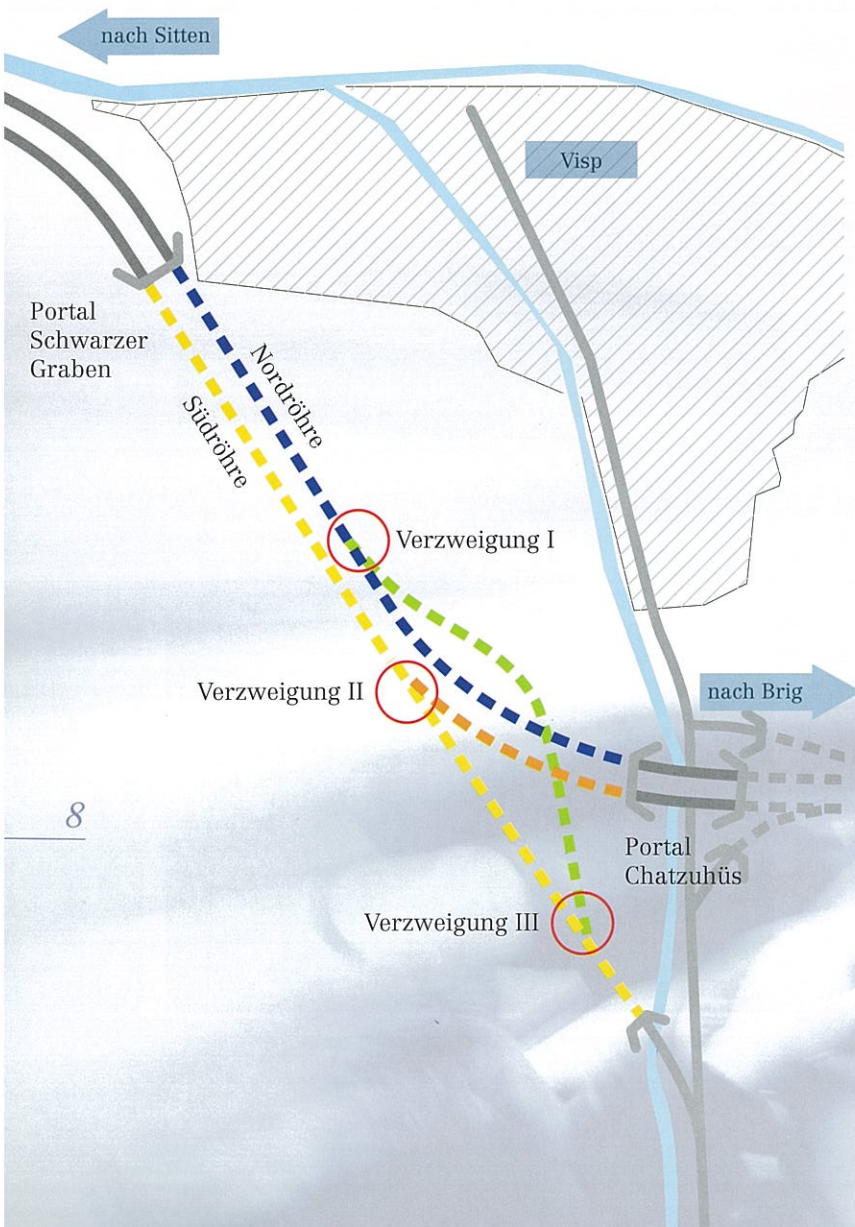 nach Sitten
Visp
Portal
Schwarzer
Graben
Nordröhre
Südröhre
Verzweigung I
Verzweigung II
nach Brig
8
Portal
Chatzuhüs
Verzweigung III